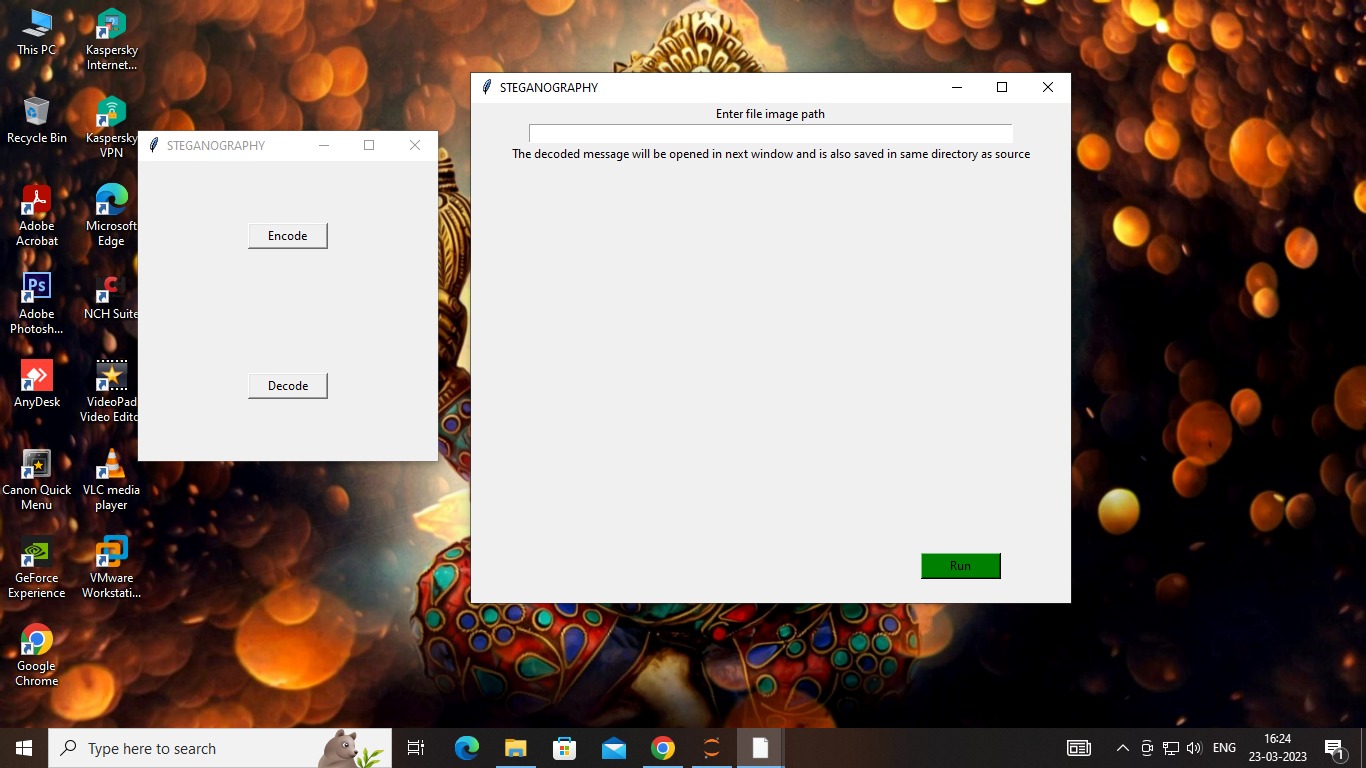 This PC
Kaspersky
Internet...
Recycle Bin
Kaspersky
VPN
Adobe
Acrobat
Microsoft
Edge
Ps
Adobe
Photosh...
NCH Suite
AnyDesk
VideoPad
Video Edito
Canon Quick
Menu
VLC media
player
GeForce
Experience
VMware
Workstati...
Google
Chrome
STEGANOGRAPHY
Encode
Decode
STEGANOGRAPHY
Enter file image path
The decoded message will be opened in next window and is also saved in same directory as source
Run
Type here to search
ENG
16:24
23-03-2023
1